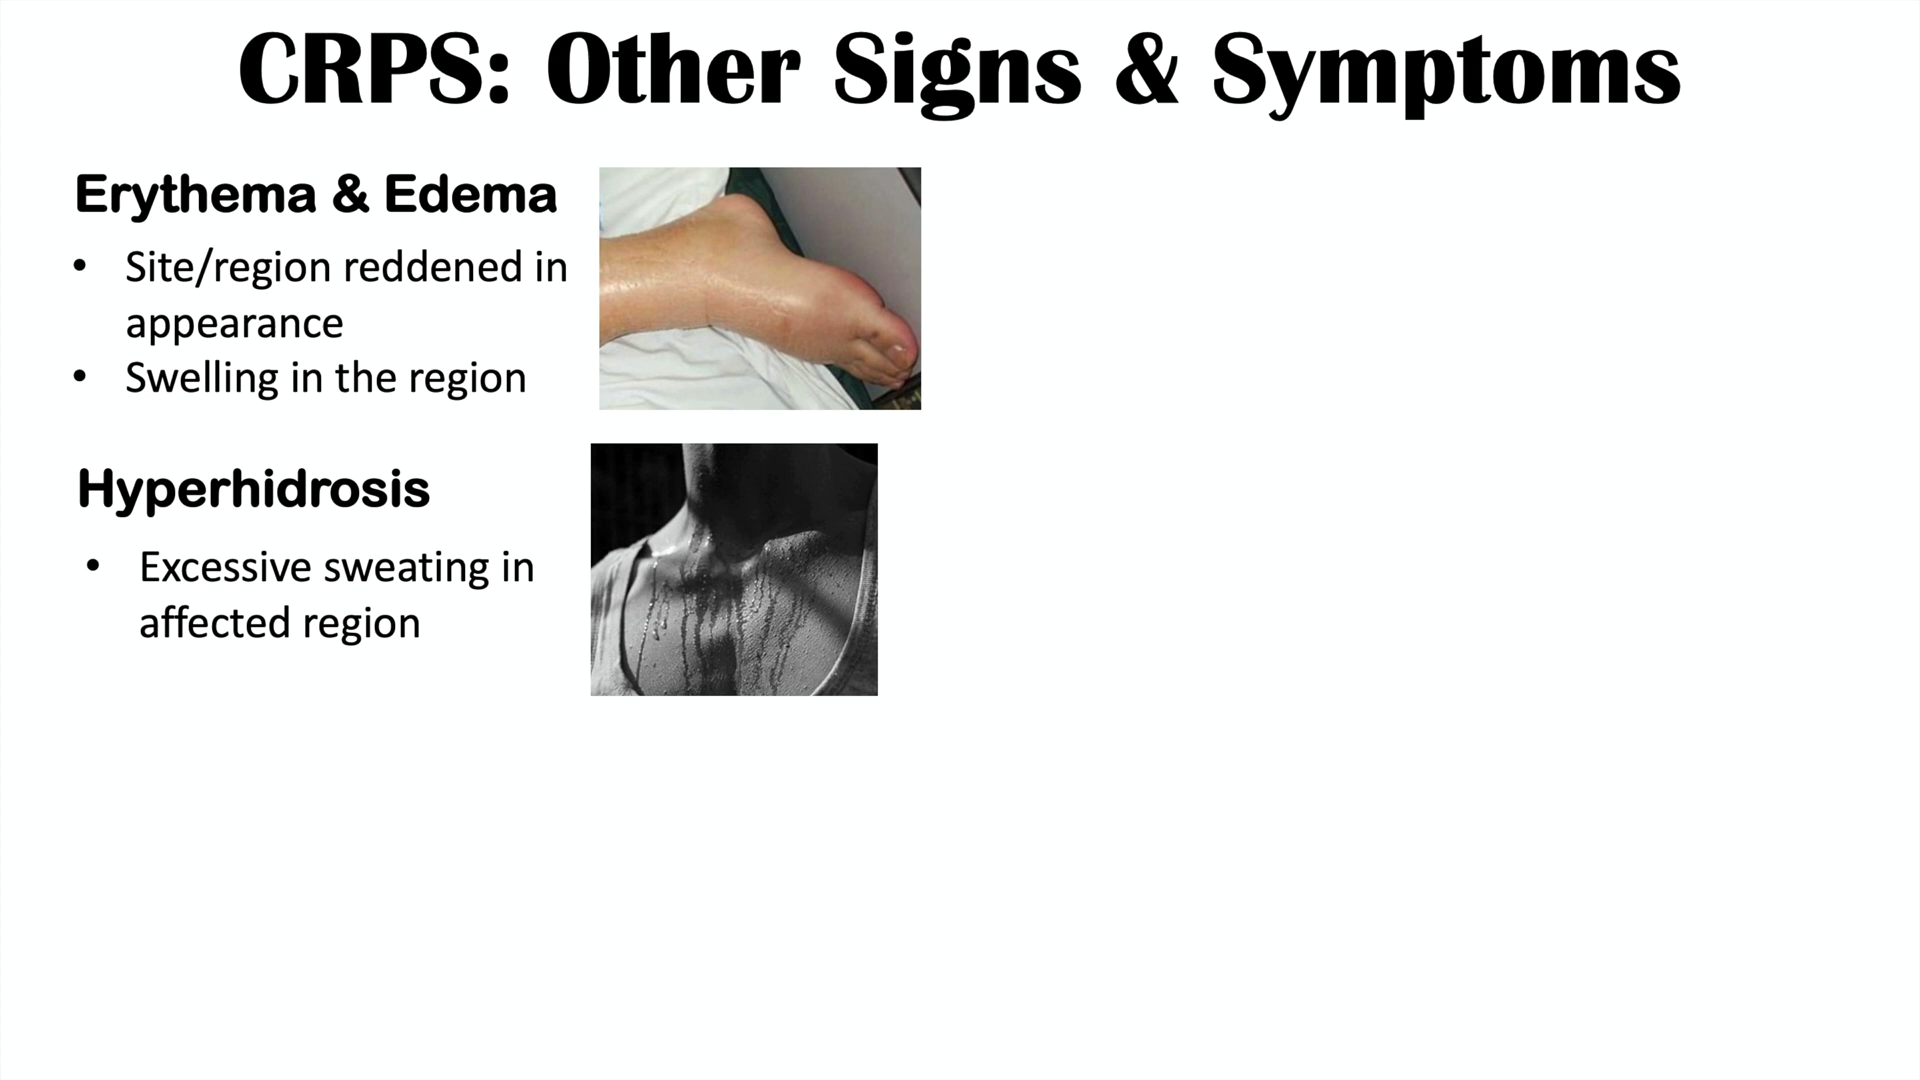 CRPS: Other Signs & Symptoms
Erythema & Edema
• Site/region reddened in
appearance
• Swelling in the region
Hyperhidrosis
• Excessive sweating in
affected region